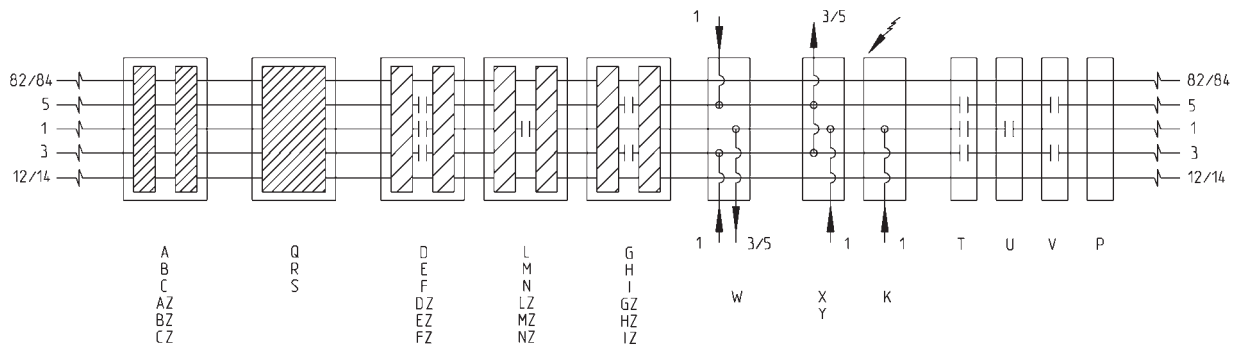 1 3/5
82/84 82/84
5 5
1 1
3 3
12/14 12/14
1 3/5 1 1
A Q D L G T U V P
B R E M H
C S F N I W X K
AZ DZ LZ GZ Y
BZ EZ MZ HZ
CZ FZ NZ IZ